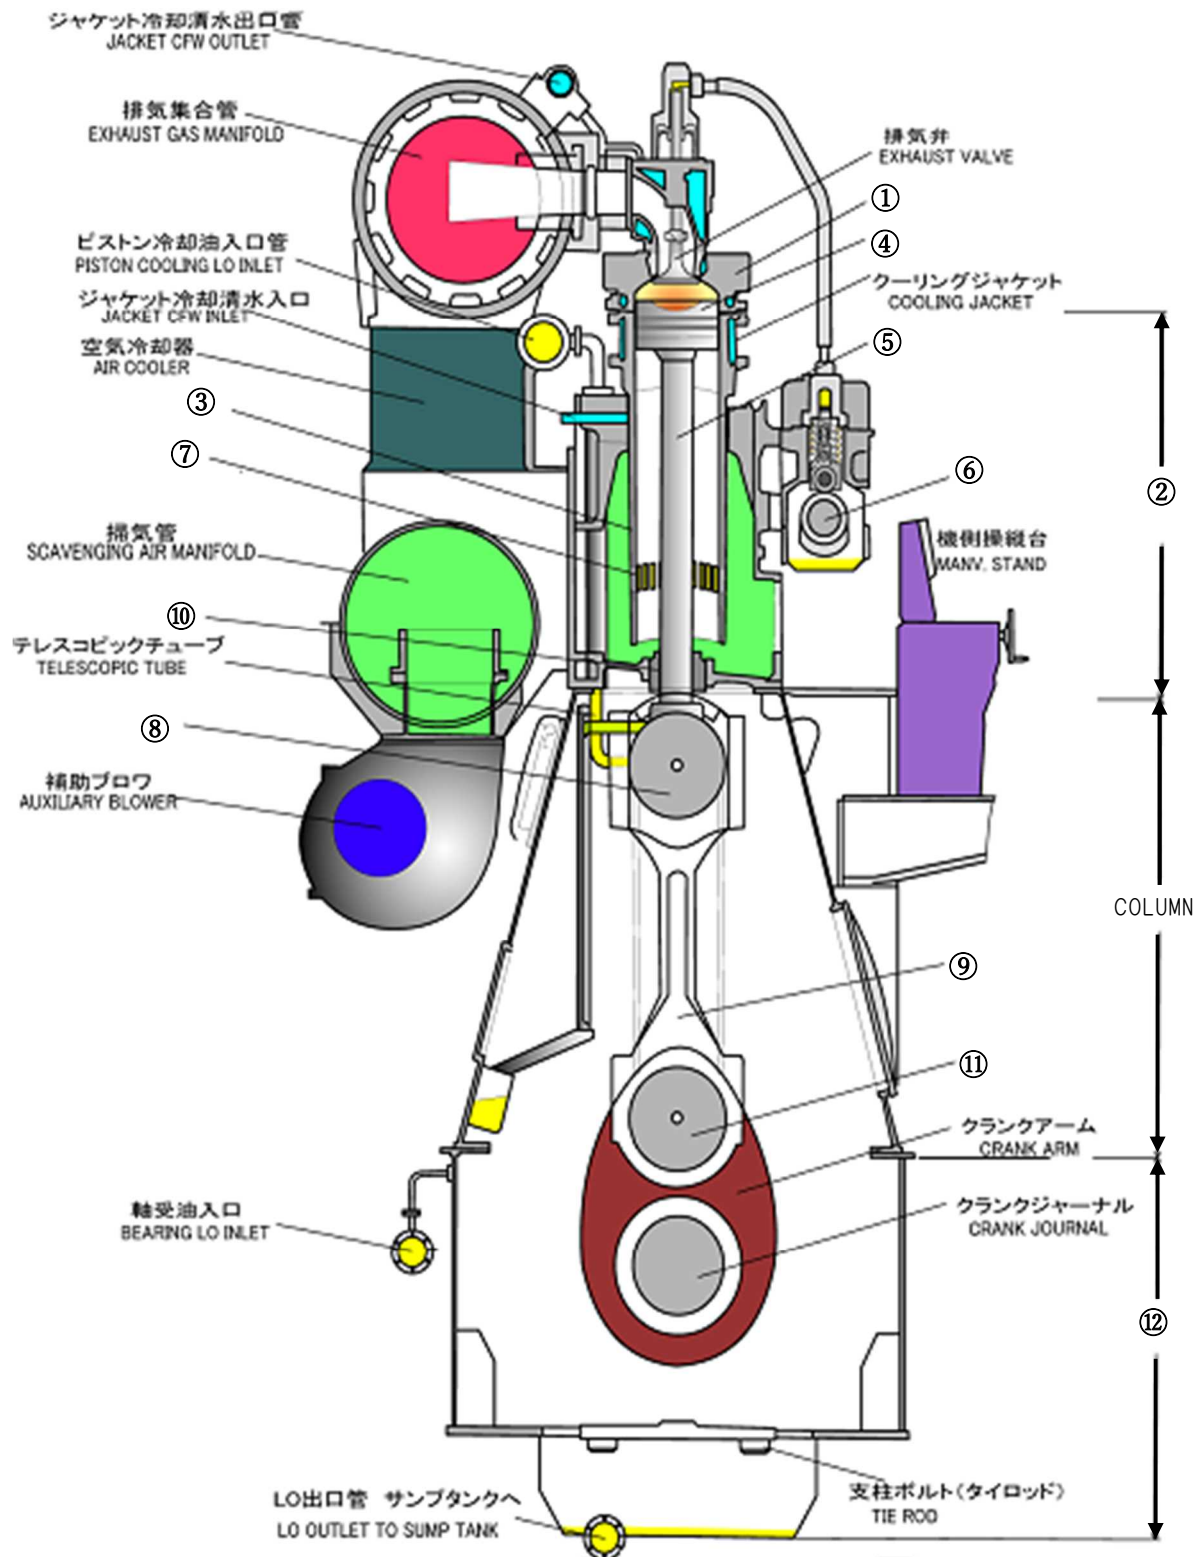 ジャケット冷却清水出口管
JACKET CFW OUTLET
排気集合管
EXHAUST GAS MANIFOLD
排気弁
EXHAUST VALVE
①
④
ピストン冷却油入口管
PISTON COOLING LO INLET
クーリングジャケット
COOLING JACKET
ジャケット冷却清水入口
JACKET CFW INLET
空気冷却器
AIR COOLER
⑤
③
⑦
⑥
②
掃気管
SCAVENGING AIR MANIFOLD
機側操縦台
MANV. STAND
⑩
テレスコピックチューブ
TELESCOPIC TUBE
⑧
補助ブロワ
AUXILIARY BLOWER
COLUMN
⑨
⑪
クランクアーム
CRANK ARM
軸受油入口
BEARING LO INLET
クランクジャーナル
CRANK JOURNAL
⑫
LO出口管 サンプタンクへ
LO OUTLET TO SUMP TANK
支柱ボルト(タイロッド)
TIE ROD